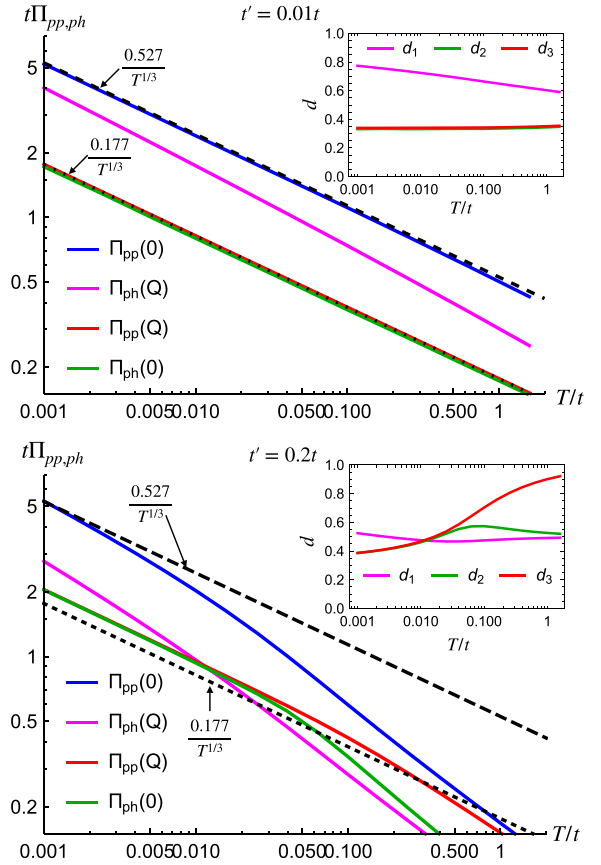 tΠpp,ph
t′ = 0.01t
5
2
1
0.5
0.2
0.527
T1/3
0.177
T1/3
Πpp(0)
Πph(Q)
Πpp(Q)
Πph(0)
0.001 0.005 0.010 0.050 0.100 0.500 1 T/t
d1 d2 d3
1.0
0.8
0.6
0.4
0.2
0.0
d
0.001 0.010 0.100 1
T/t
tΠpp,ph
t′ = 0.2t
5
2
1
0.5
0.2
0.527
T1/3
0.177
T1/3
Πpp(0)
Πph(Q)
Πpp(Q)
Πph(0)
0.001 0.005 0.010 0.050 0.100 0.500 1 T/t
1.0
0.8
0.6
0.4
0.2
0.0
d
d1 d2 d3
0.001 0.010 0.100 1
T/t